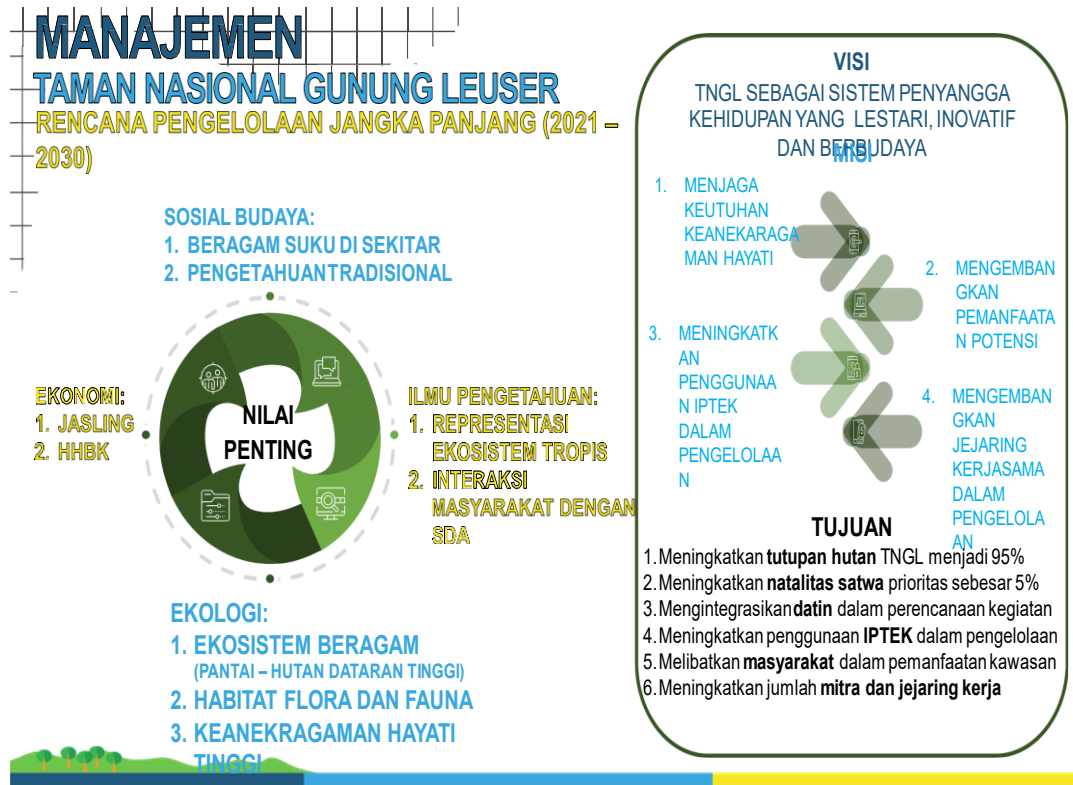 MANAJEMEN
TAMAN NASIONAL GUNUNG LEUSER
RENCANA PENGELOLAAN JANGKA PANJANG (2021 –
2030)
SOSIAL BUDAYA:
1. BERAGAM SUKU DI SEKITAR
2. PENGETAHUAN TRADISIONAL
EKONOMI:
1. JASLING
2. HHBK
NILAI
PENTING
ILMU PENGETAHUAN:
1. REPRESENTASI
EKOSISTEM TROPIS
2. INTERAKSI
MASYARAKAT DENGAN
SDA
EKOLOGI:
1. EKOSISTEM BERAGAM
(PANTAI – HUTAN DATARAN TINGGI)
2. HABITAT FLORA DAN FAUNA
3. KEANEKRAGAMAN HAYATI
TINGGI
VISI
TNGL SEBAGAI SISTEM PENYANGGA
KEHIDUPAN YANG LESTARI, INOVATIF
DAN BERBUDAYA
MISI
1. MENJAGA
KEUTUHAN
KEANEKARAGA
MAN HAYATI
2. MENGEMBAN
GKAN
PEMANFAATA
N POTENSI
3. MENINGKATK
AN
PENGGUNAA
N IPTEK
DALAM
PENGELOLAA
N
4. MENGEMBAN
GKAN
JEJARING
KERJASAMA
DALAM
PENGELOLA
AN
TUJUAN
1. Meningkatkan tutupan hutan TNGL menjadi 95%
2. Meningkatkan natalitas satwa prioritas sebesar 5%
3. Mengintegrasikan datin dalam perencanaan kegiatan
4. Meningkatkan penggunaan IPTEK dalam pengelolaan
5. Melibatkan masyarakat dalam pemanfaatan kawasan
6. Meningkatkan jumlah mitra dan jejaring kerja